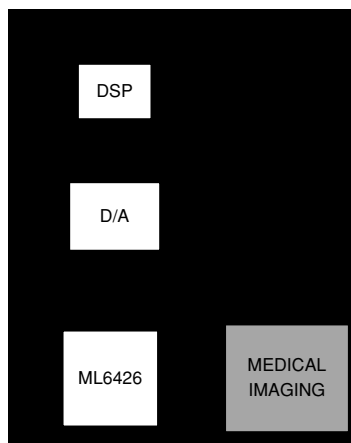 DSP
D/A
ML6426
MEDICAL
IMAGING